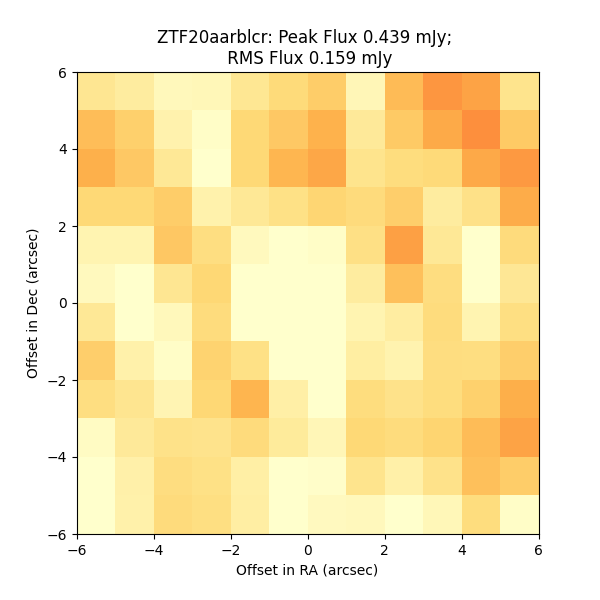 ZTF20aarblcr: Peak Flux 0.439 mJy;
RMS Flux 0.159 mJy
6
4
2
0
−2
−4
−6
Offset in Dec (arcsec)
−6 −4 −2 0 2 4 6
Offset in RA (arcsec)